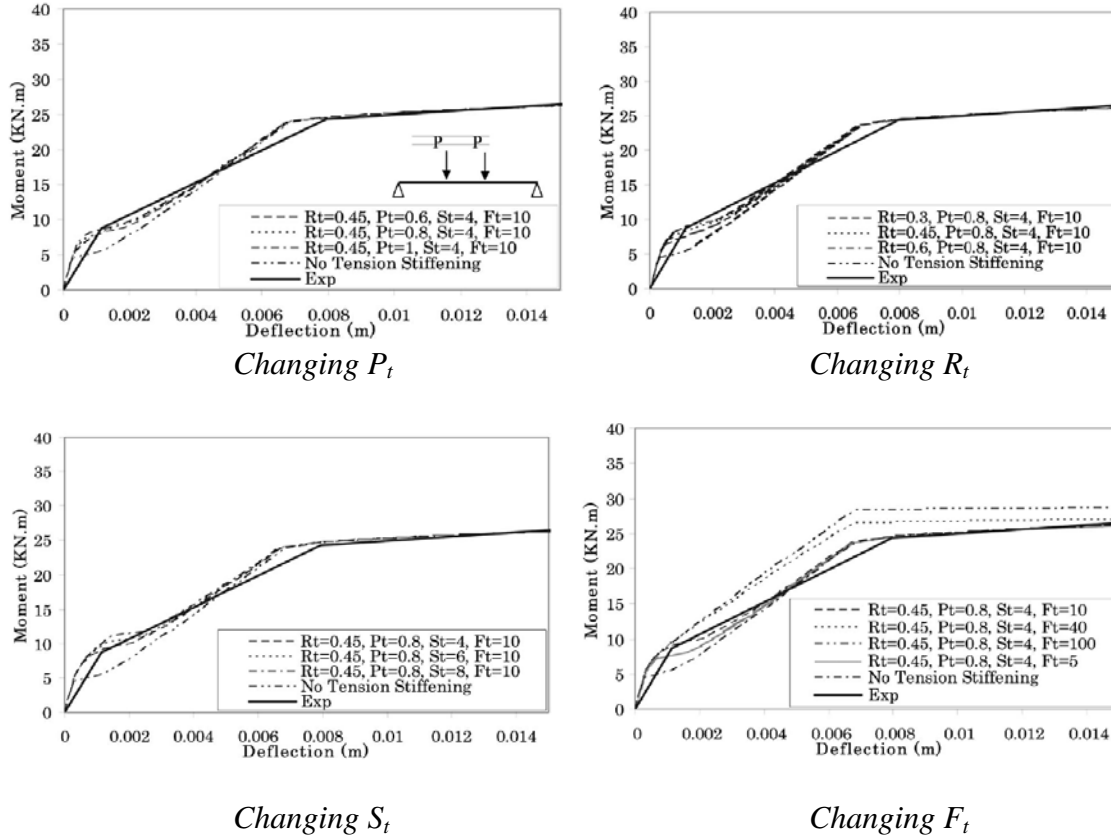 40
35
30
25
20
15
10
5
0
Moment (KN.m)
P P
Rt=0.45, Pt=0.6, St=4, Ft=10
Rt=0.45, Pt=0.8, St=4, Ft=10
Rt=0.45, Pt=1, St=4, Ft=10
No Tension Stiffening
Exp
0 0.002 0.004 0.006 0.008 0.01 0.012 0.014
Deflection (m)
Changing Pt
40
35
30
25
20
15
10
5
0
Moment (KN.m)
Rt=0.3, Pt=0.8, St=4, Ft=10
Rt=0.45, Pt=0.8, St=4, Ft=10
Rt=0.6, Pt=0.8, St=4, Ft=10
No Tension Stiffening
Exp
0 0.002 0.004 0.006 0.008 0.01 0.012 0.014
Deflection (m)
Changing Rt
40
35
30
25
20
15
10
5
0
Moment (KN.m)
Rt=0.45, Pt=0.8, St=4, Ft=10
Rt=0.45, Pt=0.8, St=6, Ft=10
Rt=0.45, Pt=0.8, St=8, Ft=10
No Tension Stiffening
Exp
0 0.002 0.004 0.006 0.008 0.01 0.012 0.014
Deflection (m)
Changing St
40
35
30
25
20
15
10
5
0
Moment (KN.m)
Rt=0.45, Pt=0.8, St=4, Ft=10
Rt=0.45, Pt=0.8, St=4, Ft=40
Rt=0.45, Pt=0.8, St=4, Ft=100
Rt=0.45, Pt=0.8, St=4, Ft=5
No Tension Stiffening
Exp
0 0.002 0.004 0.006 0.008 0.01 0.012 0.014
Deflection (m)
Changing Ft